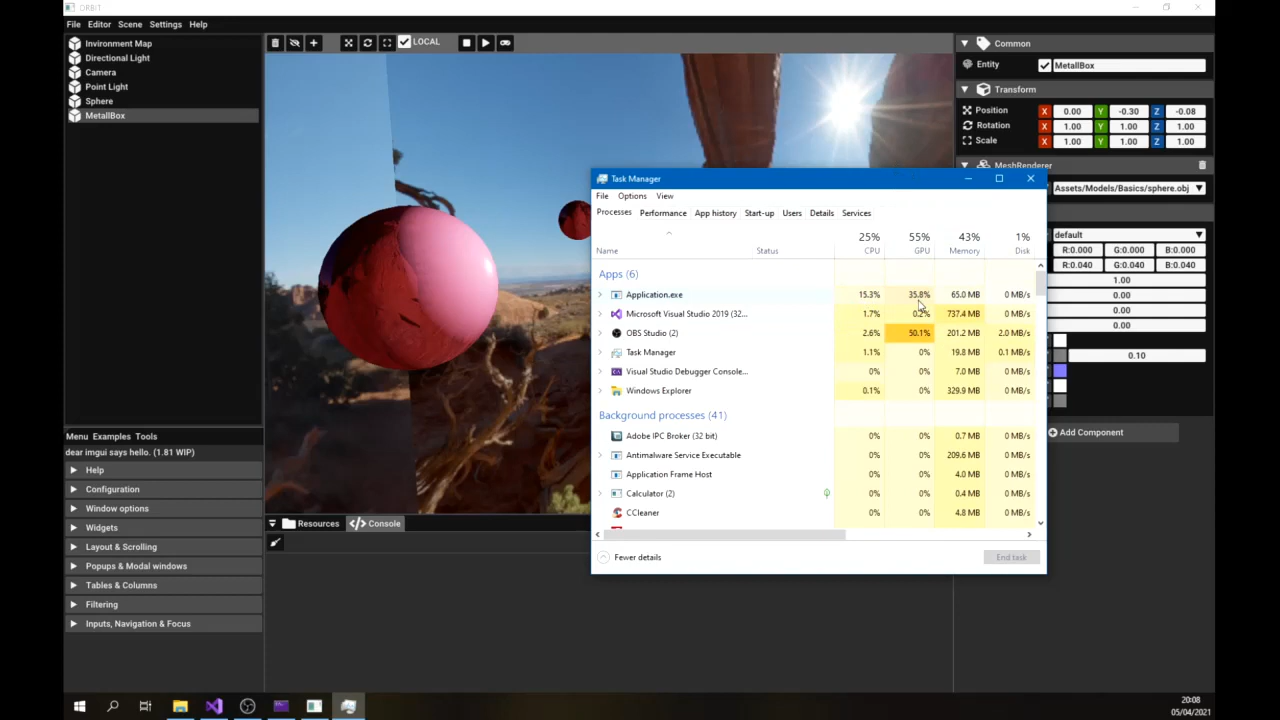 ORBIT
File Editor Scene Settings Help
Invironment Map
Directional Light
Camera
Point Light
Sphere
MetallBox
LOCAL
Common
Entity MetallBox
Transform
Position X 0.00 Y -0.30 Z -0.08
Rotation X 1.00 Y 1.00 Z 1.00
Scale X 1.00 Y 1.00 Z 1.00
MeshRenderer
Assets/Models/Basics/sphere.obj
default
R:0.000 G:0.000 B:0.000
R:0.040 G:0.040 B:0.040
1.00
0.00
0.00
0.00
0.10
Add Component
Task Manager
File Options View
Processes Performance App history Start-up Users Details Services
25% 55% 43% 1%
Name Status CPU GPU Memory Disk
Apps (6)
Application.exe 15.3% 35.8% 65.0 MB 0 MB/s
Microsoft Visual Studio 2019 (32... 1.7% 0.2% 737.4 MB 0 MB/s
OBS Studio (2) 2.6% 50.1% 201.2 MB 2.0 MB/s
Task Manager 1.1% 0% 19.8 MB 0.1 MB/s
Visual Studio Debugger Console... 0% 0% 7.0 MB 0 MB/s
Windows Explorer 0.1% 0% 329.9 MB 0 MB/s
Background processes (41)
Adobe IPC Broker (32 bit) 0% 0% 0.7 MB 0 MB/s
Antimalware Service Executable 0% 0% 209.6 MB 0 MB/s
Application Frame Host 0% 0% 4.0 MB 0 MB/s
Calculator (2) 0% 0% 0.4 MB 0 MB/s
CCleaner 0% 0% 4.8 MB 0 MB/s
Fewer details End task
Menu Examples Tools
dear imgui says hello. (1.81 WIP)
Help
Configuration
Window options
Widgets
Layout & Scrolling
Popups & Modal windows
Tables & Columns
Filtering
Inputs, Navigation & Focus
Resources Console
20:08
05/04/2021